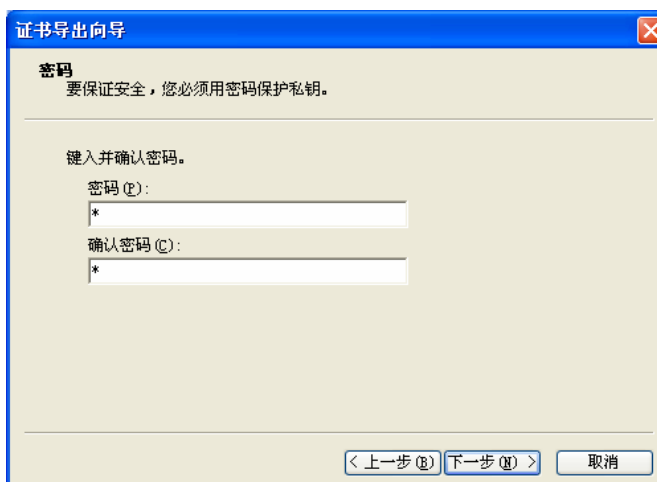 证书导出向导
密码
要保证安全，您必须用密码保护私钥。
键入并确认密码。
密码(P):
*
确认密码(C):
*
< 上一步(B) 下一步(N) > 取消